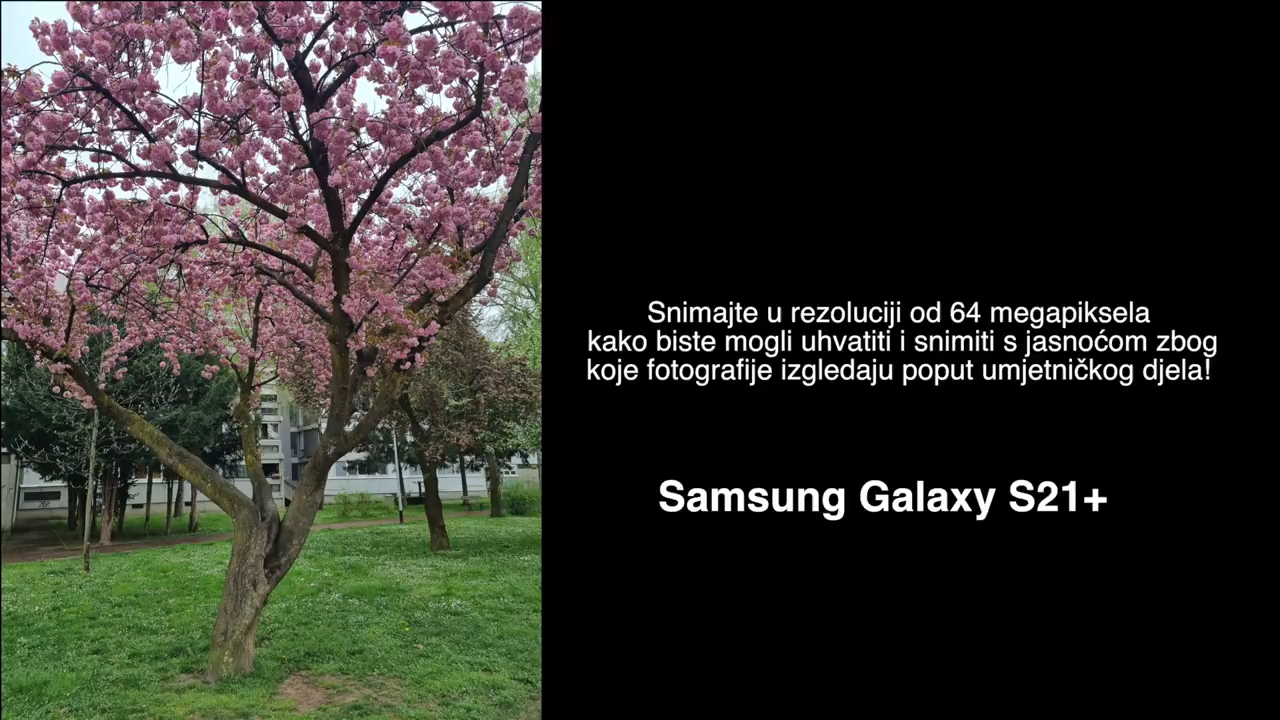 Snimajte u rezoluciji od 64 megapiksela
kako biste mogli uhvatiti i snimiti s jasnoćom zbog
koje fotografije izgledaju poput umjetničkog djela!
Samsung Galaxy S21+